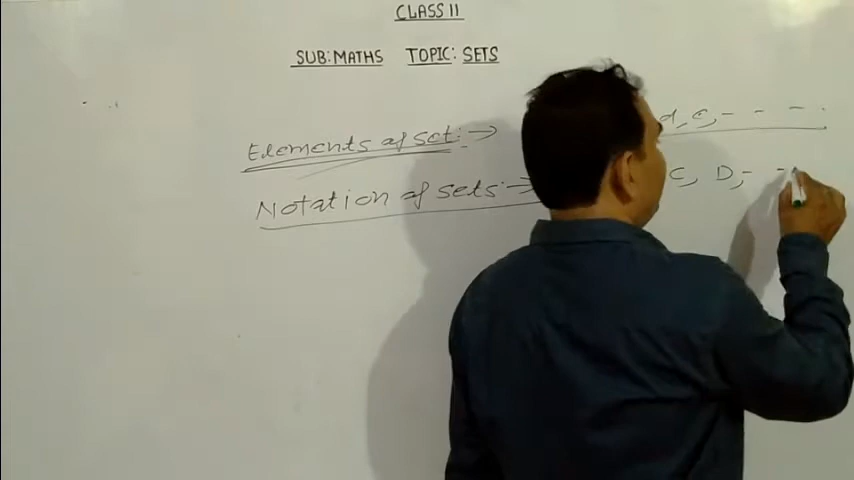 CLASS 11
SUB: MATHS TOPIC: SETS
Elements of set :→ d, e, - - - .
Notation of sets :→ C, D, - -